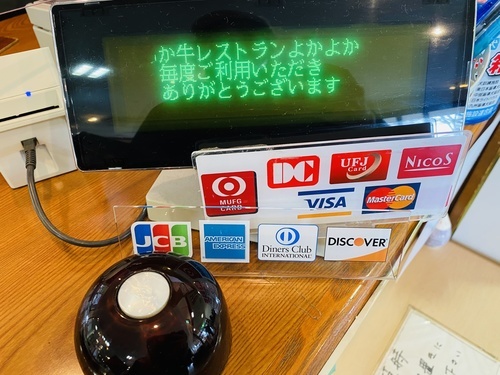 か牛レストランよかよか
毎度ご利用いただき
ありがとうございます
MUFG CARD
DC
UFJ Card
NICOS
VISA
MasterCard
JCB
AMERICAN EXPRESS
Diners Club INTERNATIONAL
DISCOVER